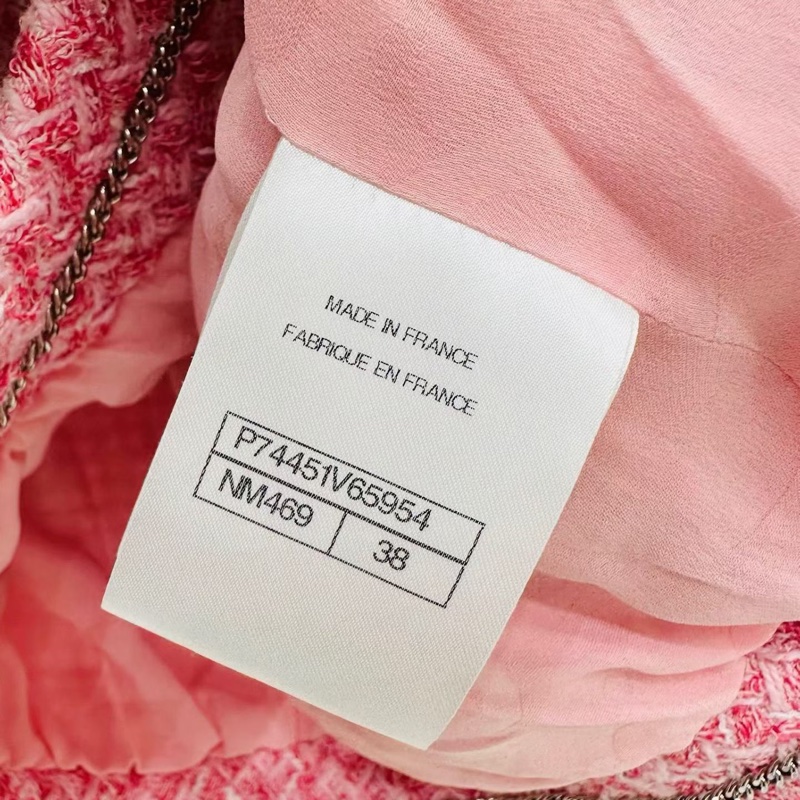 MADE IN FRANCE
FABRIQUE EN FRANCE
P74451V65954
NM469 38